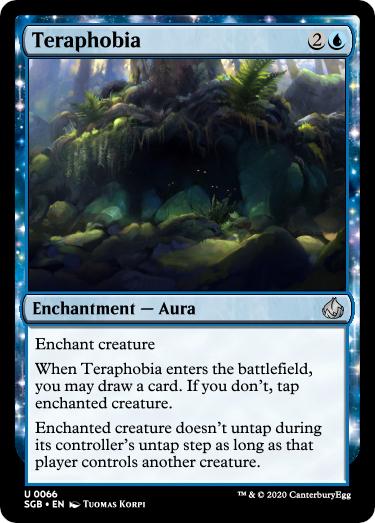 Teraphobia 2
Enchantment — Aura
Enchant creature
When Teraphobia enters the battlefield,
you may draw a card. If you don't, tap
enchanted creature.
Enchanted creature doesn't untap during
its controller's untap step as long as that
player controls another creature.
U 0066
SGB • EN Tuomas Korpi
™ & © 2020 CanterburyEgg